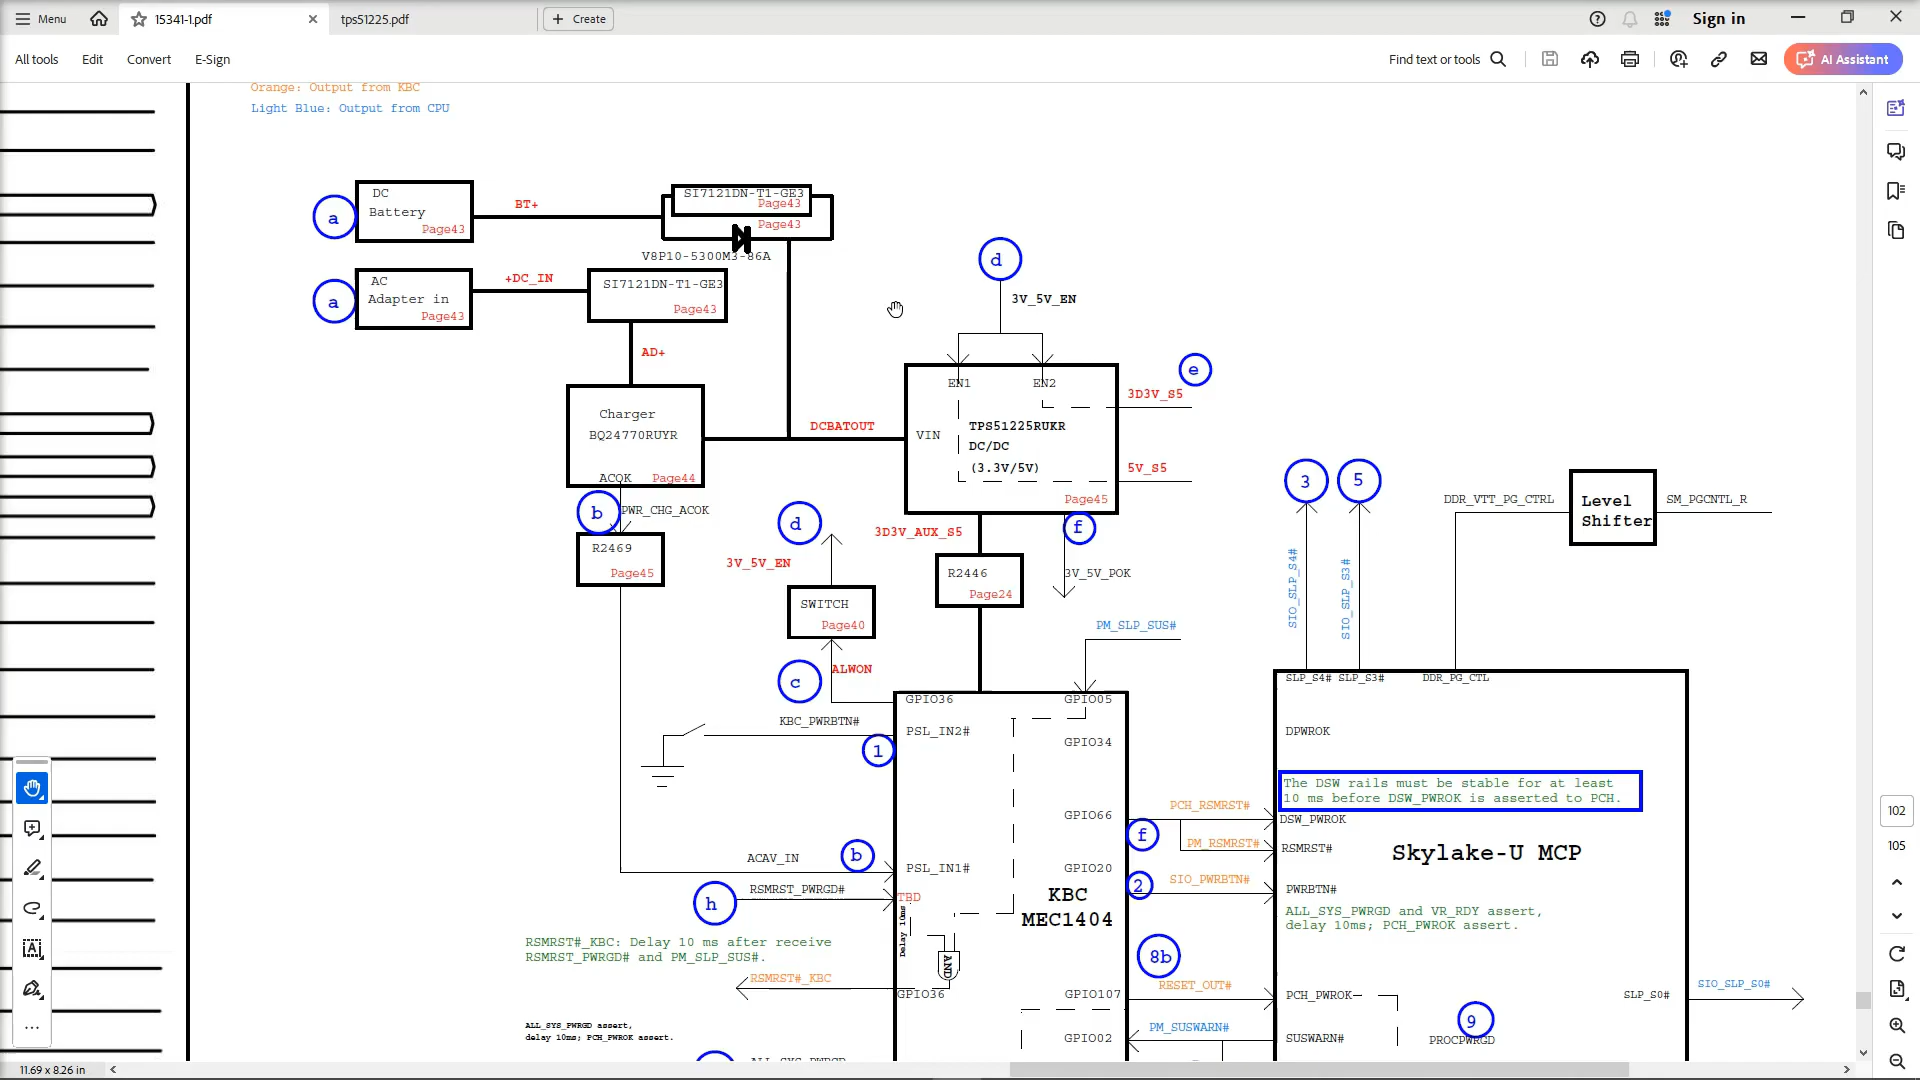 Menu
15341-1.pdf
tps51225.pdf
Create
Sign in
All tools
Edit
Convert
E-Sign
Find text or tools
AI Assistant
Orange: Output from KBC
Light Blue: Output from CPU
DC
Battery
Page43
a
BT+
SI7121DN-T1-GE3
Page43
Page43
V8P10-5300M3-86A
AC
Adapter in
Page43
a
+DC_IN
SI7121DN-T1-GE3
Page43
AD+
d
3V_5V_EN
Charger
BQ24770RUYR
ACOK
Page44
DCBATOUT
EN1
EN2
VIN
TPS51225RUKR
DC/DC
(3.3V/5V)
Page45
3D3V_S5
e
5V_S5
b
PWR_CHG_ACOK
R2469
Page45
d
3V_5V_EN
SWITCH
Page40
c
ALWON
3D3V_AUX_S5
R2446
Page24
f
3V_5V_POK
PM_SLP_SUS#
3
5
SIO_SLP_S4#
SIO_SLP_S3#
DDR_VTT_PG_CTRL
Level
Shifter
SM_PGCNTL_R
SLP_S4#
SLP_S3#
DDR_PG_CTL
GPIO36
GPIO05
KBC_PWRBTN#
PSL_IN2#
GPIO34
1
DPWROK
The DSW rails must be stable for at least
10 ms before DSW_PWROK is asserted to PCH.
GPIO66
PCH_RSMRST#
DSW_PWROK
f
PM_RSMRST#
RSMRST#
Skylake-U MCP
ACAV_IN
b
PSL_IN1#
GPIO20
SIO_PWRBTN#
2
PWRBTN#
h
RSMRST_PWRGD#
TBD
Delay 10ms
KBC
MEC1404
ALL_SYS_PWRGD and VR_RDY assert,
delay 10ms; PCH_PWROK assert.
RSMRST#_KBC: Delay 10 ms after receive
RSMRST_PWRGD# and PM_SLP_SUS#.
AND
8b
RSMRST#_KBC
GPIO36
GPIO107
RESET_OUT#
PCH_PWROK
SLP_S0#
SIO_SLP_S0#
ALL_SYS_PWRGD assert,
delay 10ms; PCH_PWROK assert.
9
GPIO02
PM_SUSWARN#
SUSWARN#
PROCPWRGD
102
105
11.69 x 8.26 in